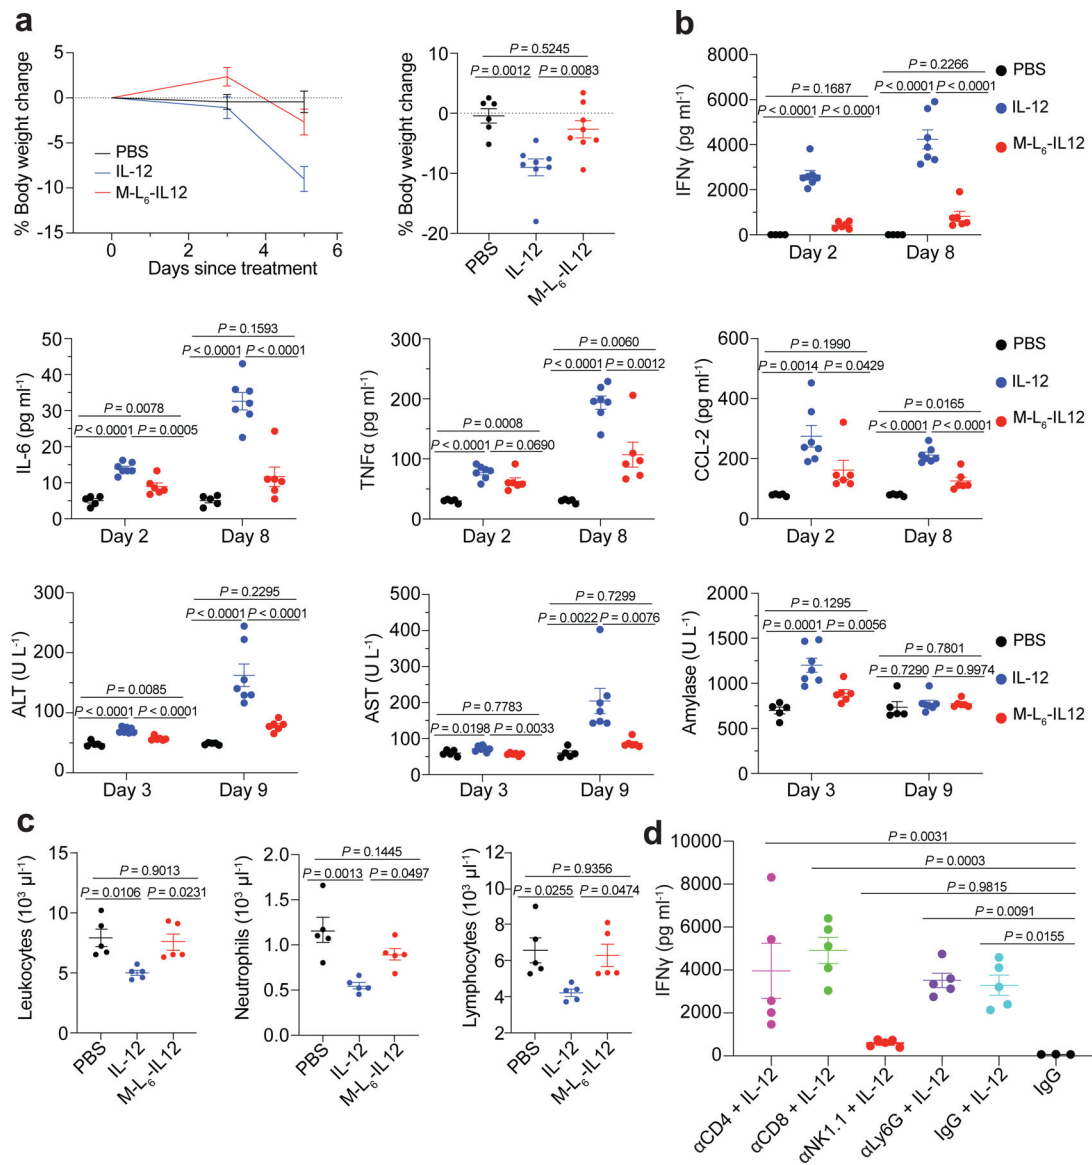 a
5
0
-5
-10
-15
% Body weight change
PBS
IL-12
M-L6-IL12
0
2
4
6
Days since treatment
10
0
-10
-20
% Body weight change
P = 0.5245
P = 0.0012
P = 0.0083
PBS
IL-12
M-L6-IL12
b
8000
6000
4000
2000
0
IFNγ (pg ml-1)
P = 0.2266
P = 0.1687
P < 0.0001
P < 0.0001
P < 0.0001
P < 0.0001
Day 2
Day 8
PBS
IL-12
M-L6-IL12
50
40
30
20
10
0
IL-6 (pg ml-1)
P = 0.1593
P < 0.0001
P < 0.0001
P = 0.0078
P < 0.0001
P = 0.0005
Day 2
Day 8
300
200
100
0
TNFα (pg ml-1)
P = 0.0060
P < 0.0001
P = 0.0012
P = 0.0008
P < 0.0001
P = 0.0690
Day 2
Day 8
600
400
200
0
CCL-2 (pg ml-1)
P = 0.1990
P = 0.0014
P = 0.0429
P = 0.0165
P < 0.0001
P < 0.0001
Day 2
Day 8
PBS
IL-12
M-L6-IL12
300
250
200
150
100
50
0
ALT (U L-1)
P = 0.2295
P < 0.0001
P < 0.0001
P = 0.0085
P < 0.0001
P < 0.0001
Day 3
Day 9
500
400
300
200
100
50
0
AST (U L-1)
P = 0.7299
P = 0.0022
P = 0.0076
P = 0.7783
P = 0.0198
P = 0.0033
Day 3
Day 9
2000
1500
1000
500
0
Amylase (U L-1)
P = 0.1295
P = 0.0001
P = 0.0056
P = 0.7801
P = 0.7290
P = 0.9974
Day 3
Day 9
PBS
IL-12
M-L6-IL12
c
15
10
5
0
Leukocytes (10³ µl-1)
P = 0.9013
P = 0.0106
P = 0.0231
PBS
IL-12
M-L6-IL12
2.0
1.5
1.0
0.5
0.0
Neutrophils (10³ µl-1)
P = 0.1445
P = 0.0013
P = 0.0497
PBS
IL-12
M-L6-IL12
12
10
8
6
4
2
Lymphocytes (10³ µl-1)
P = 0.9356
P = 0.0255
P = 0.0474
PBS
IL-12
M-L6-IL12
d
10000
8000
6000
4000
2000
0
IFNγ (pg ml-1)
P = 0.0031
P = 0.0003
P = 0.9815
P = 0.0091
P = 0.0155
αCD4 + IL-12
αCD8 + IL-12
αNK1.1 + IL-12
αLy6G + IL-12
IgG + IL-12
IgG